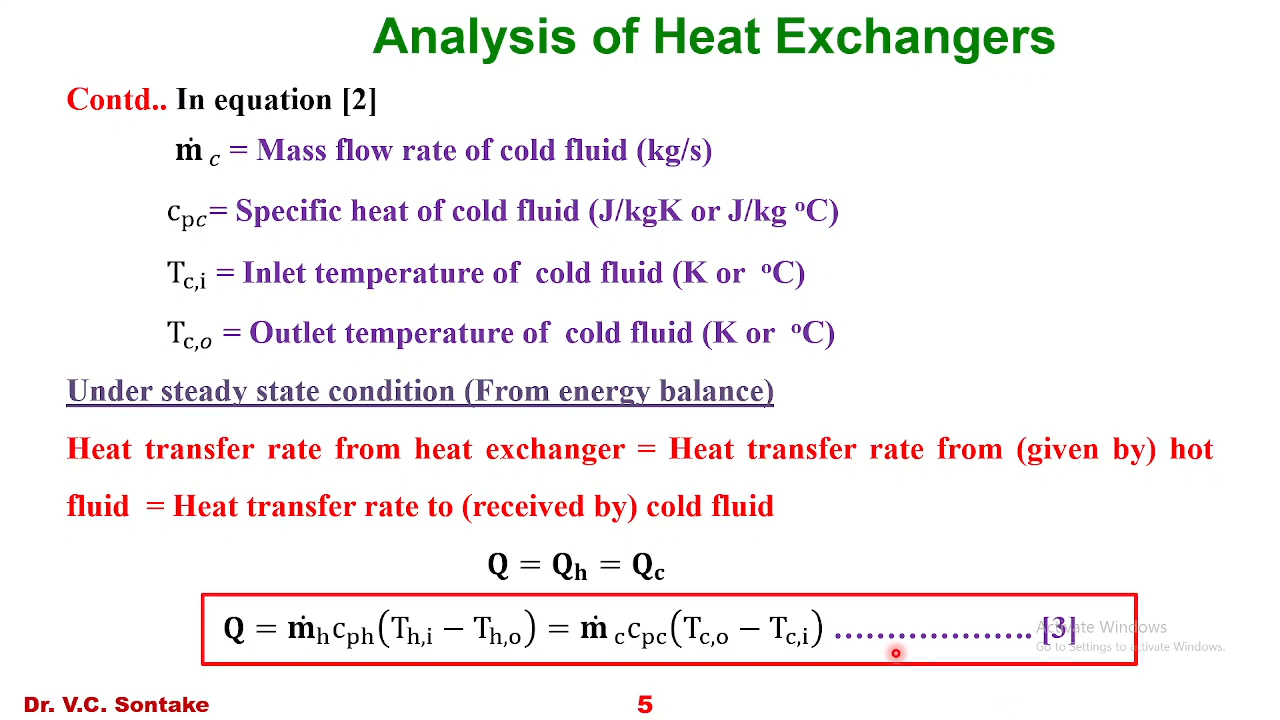 Analysis of Heat Exchangers
Contd.. In equation [2]
ṁ c = Mass flow rate of cold fluid (kg/s)
cpc= Specific heat of cold fluid (J/kgK or J/kg ᵒC)
Tc,i = Inlet temperature of cold fluid (K or ᵒC)
Tc,o = Outlet temperature of cold fluid (K or ᵒC)
Under steady state condition (From energy balance)
Heat transfer rate from heat exchanger = Heat transfer rate from (given by) hot
fluid = Heat transfer rate to (received by) cold fluid
Q = Qh = Qc
Q = ṁhcph(Th,i − Th,o) = ṁ ccpc(Tc,o − Tc,i) ………………… [3]
Activate Windows
Go to Settings to activate Windows.
Dr. V.C. Sontake
5